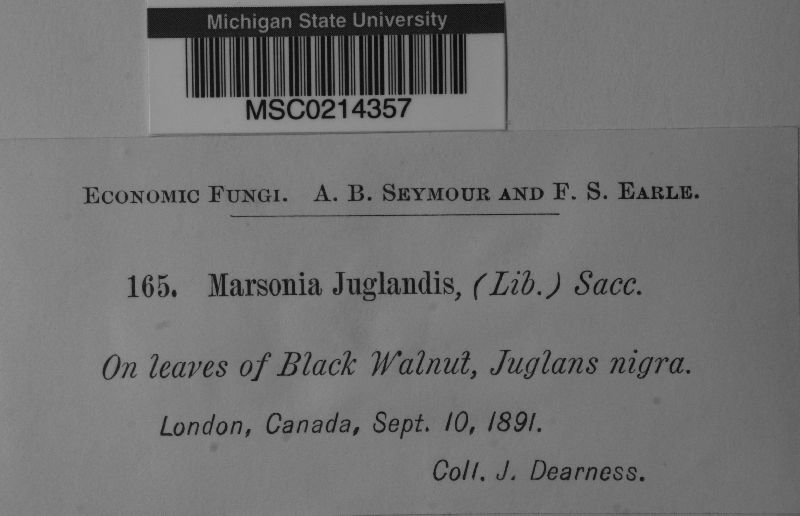 Michigan State University
MSC0214357
Economic Fungi. A. B. Seymour and F. S. Earle.
165. Marsonia Juglandis, (Lib.) Sacc.
On leaves of Black Walnut, Juglans nigra.
London, Canada, Sept. 10, 1891.
Coll. J. Dearness.